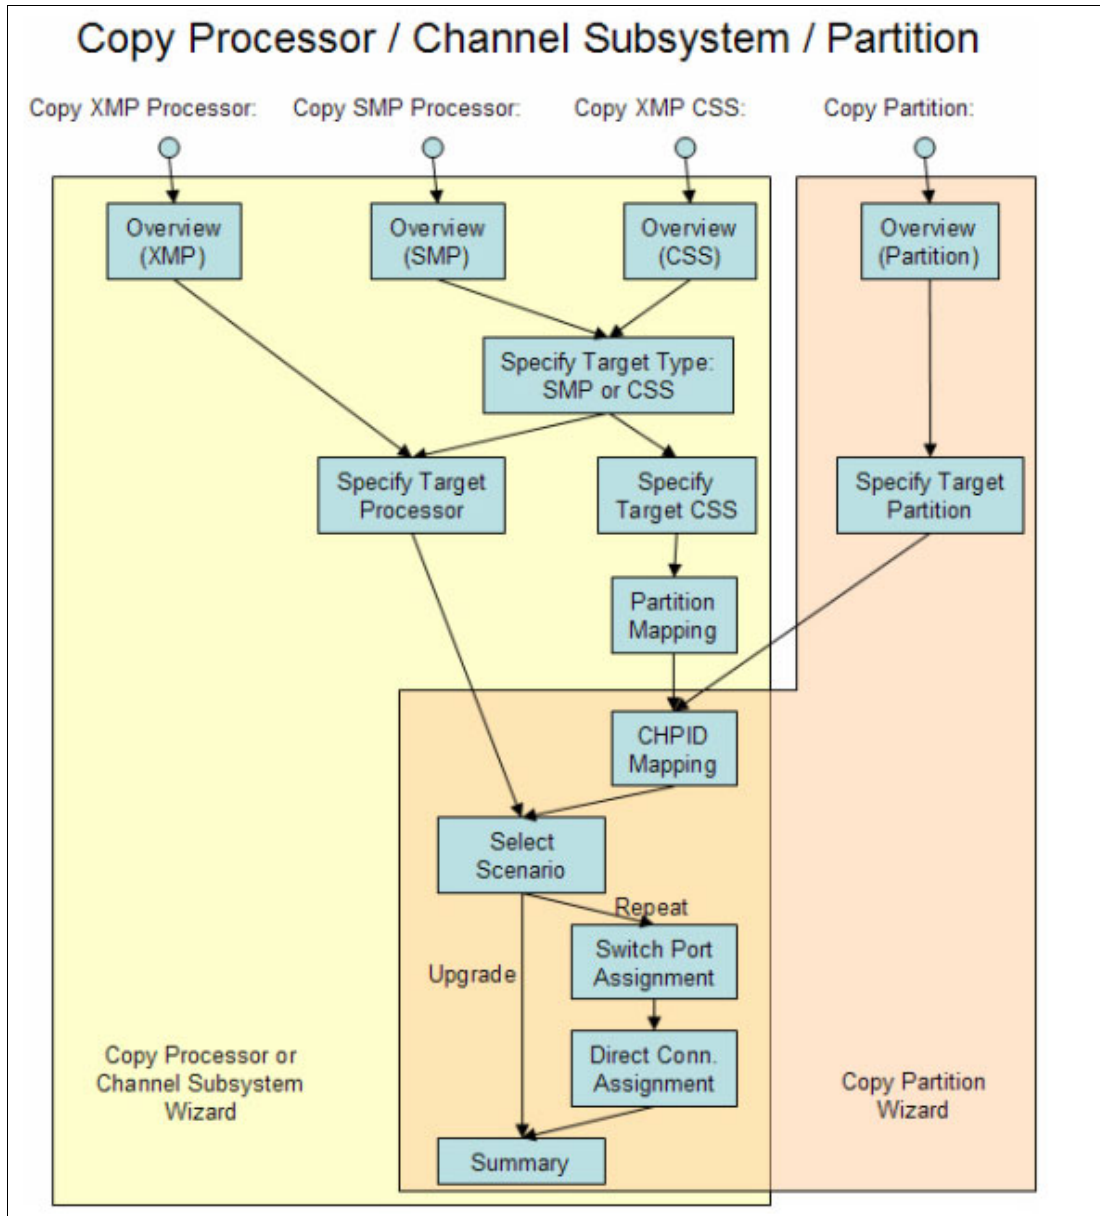 Copy Processor / Channel Subsystem / Partition
Copy XMP Processor:
Copy SMP Processor:
Copy XMP CSS:
Copy Partition:
Overview
(XMP)
Overview
(SMP)
Overview
(CSS)
Overview
(Partition)
Specify Target Type:
SMP or CSS
Specify Target
Processor
Specify
Target CSS
Specify Target
Partition
Partition
Mapping
CHPID
Mapping
Select
Scenario
Repeat
Switch Port
Assignment
Upgrade
Direct Conn.
Assignment
Copy Processor or
Channel Subsystem
Wizard
Copy Partition
Wizard
Summary